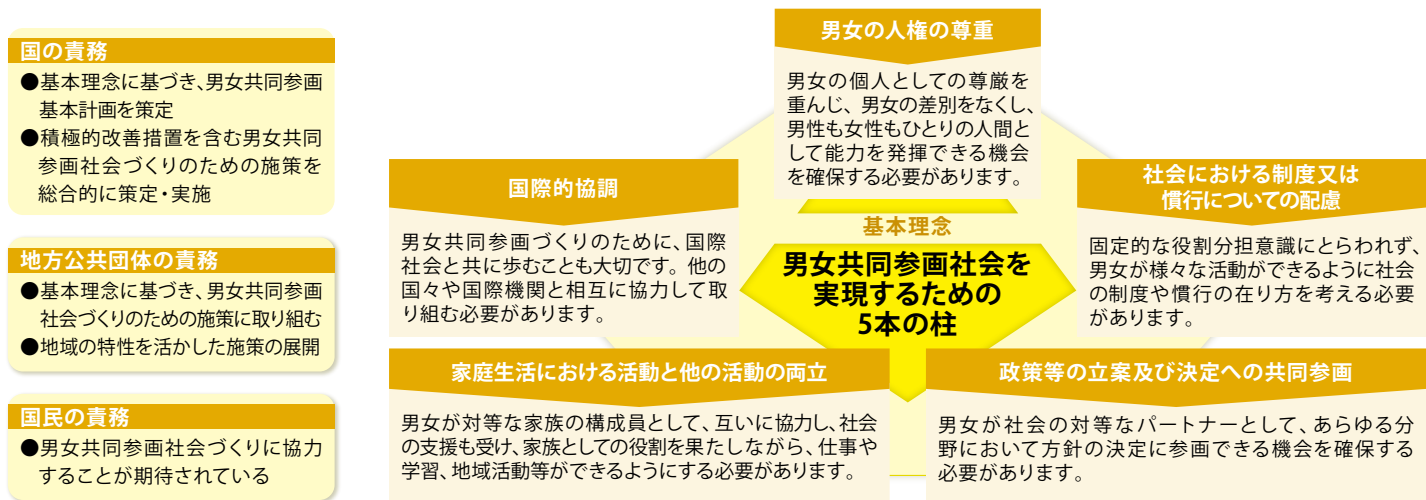 国の責務
●基本理念に基づき、男女共同参画
基本計画を策定
●積極的改善措置を含む男女共同
参画社会づくりのための施策を
総合的に策定・実施
地方公共団体の責務
●基本理念に基づき、男女共同参画
社会づくりのための施策に取り組む
●地域の特性を活かした施策の展開
国民の責務
●男女共同参画社会づくりに協力
することが期待されている
男女の人権の尊重
男女の個人としての尊厳を
重んじ、男女の差別をなくし、
男性も女性もひとりの人間と
して能力を発揮できる機会
を確保する必要があります。
国際的協調
男女共同参画づくりのために、国際
社会と共に歩むことも大切です。他の
国々や国際機関と相互に協力して取
り組む必要があります。
基本理念
男女共同参画社会を
実現するための
5本の柱
社会における制度又は
慣行についての配慮
固定的な役割分担意識にとらわれず、
男女が様々な活動ができるように社会
の制度や慣行の在り方を考える必要
があります。
家庭生活における活動と他の活動の両立
男女が対等な家族の構成員として、互いに協力し、社会
の支援も受け、家族としての役割を果たしながら、仕事や
学習、地域活動等ができるようにする必要があります。
政策等の立案及び決定への共同参画
男女が社会の対等なパートナーとして、あらゆる分
野において方針の決定に参画できる機会を確保する
必要があります。